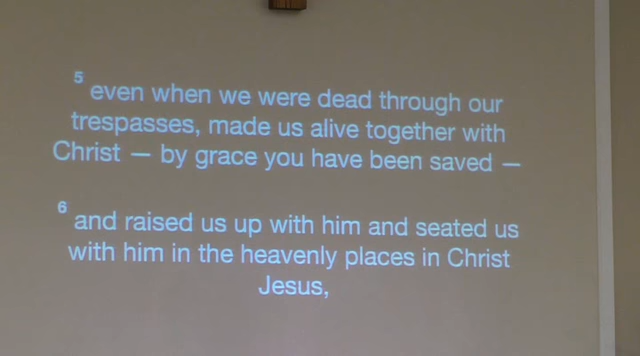 5 even when we were dead through our
trespasses, made us alive together with
Christ — by grace you have been saved —
6 and raised us up with him and seated us
with him in the heavenly places in Christ
Jesus,